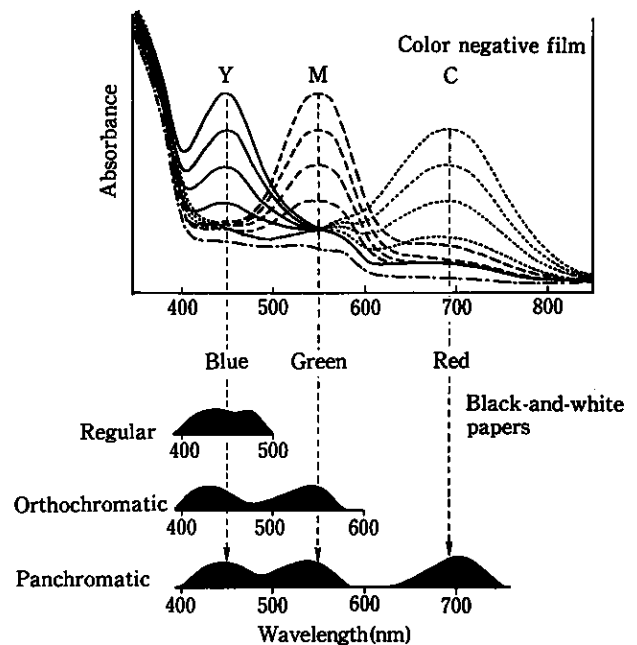 Color negative film
Y M C
Absorbance
400 500 600 700 800
Blue Green Red
Black-and-white
papers
Regular
400 500
Orthochromatic
400 500 600
Panchromatic
400 500 600 700
Wavelength(nm)